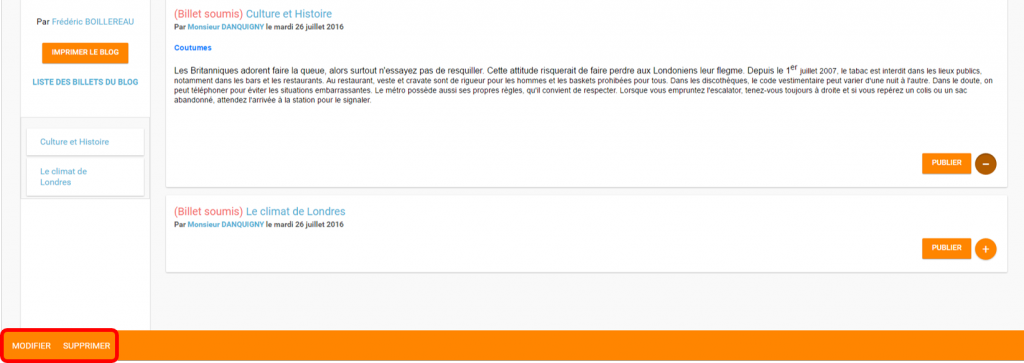 Par Frédéric BOILLEREAU
IMPRIMER LE BLOG
LISTE DES BILLETS DU BLOG
Culture et Histoire
Le climat de
Londres
(Billet soumis) Culture et Histoire
Par Monsieur DANQUIGNY le mardi 26 juillet 2016
Coutumes
Les Britanniques adorent faire la queue, alors surtout n'essayez pas de resquiller. Cette attitude risquerait de faire perdre aux Londoniens leur flegme. Depuis le 1er juillet 2007, le tabac est interdit dans les lieux publics,
notamment dans les bars et les restaurants. Au restaurant, veste et cravate sont de rigueur pour les hommes et les baskets prohibées pour tous. Dans les discothèques, le code vestimentaire peut varier d'une nuit à l'autre. Dans le doute, on
peut téléphoner pour éviter les situations embarrassantes. Le métro possède aussi ses propres règles, qu'il convient de respecter. Lorsque vous empruntez l'escalator, tenez-vous toujours à droite et si vous repérez un colis ou un sac
abandonné, attendez l'arrivée à la station pour le signaler.
PUBLIER −
(Billet soumis) Le climat de Londres
Par Monsieur DANQUIGNY le mardi 26 juillet 2016
PUBLIER +
MODIFIER SUPPRIMER